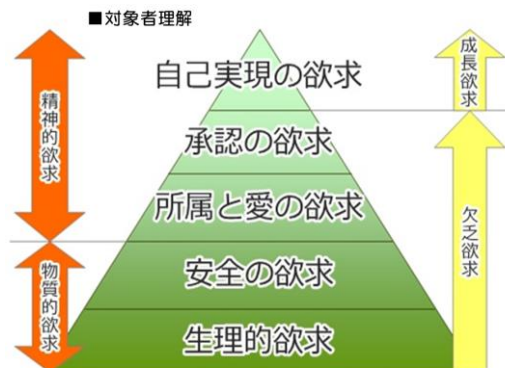 ■対象者理解
自己実現の欲求
承認の欲求
所属と愛の欲求
安全の欲求
生理的欲求
精神的欲求
物質的欲求
成長欲求
欠乏欲求